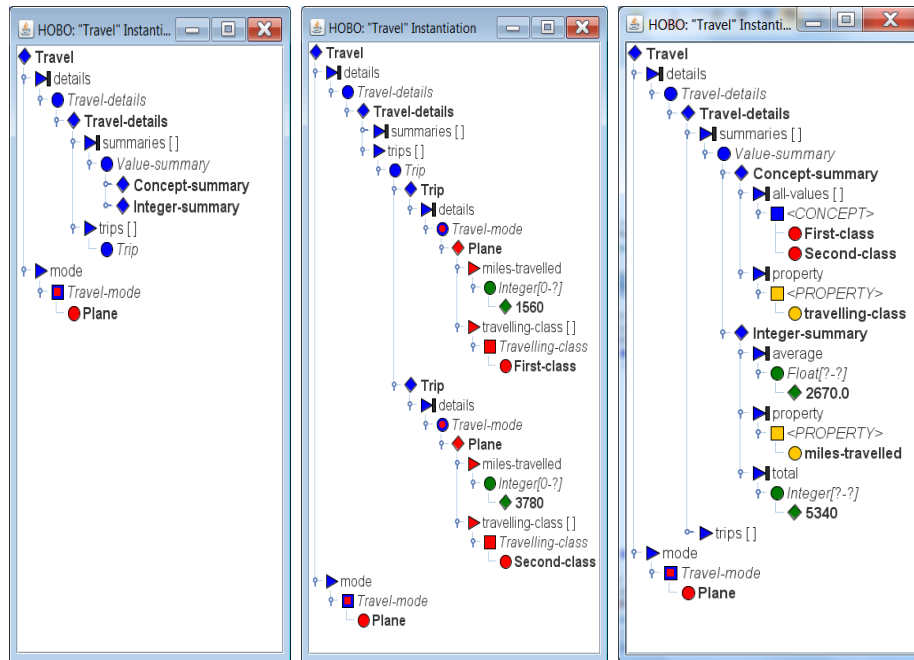 HOBO: "Travel" Instanti...
Travel
details
Travel-details
Travel-details
summaries [ ]
Value-summary
Concept-summary
Integer-summary
trips [ ]
Trip
mode
Travel-mode
Plane
HOBO: "Travel" Instantiation
Travel
details
Travel-details
Travel-details
summaries [ ]
trips [ ]
Trip
Trip
details
Travel-mode
Plane
miles-travelled
Integer[0-?]
1560
travelling-class [ ]
Travelling-class
First-class
Trip
details
Travel-mode
Plane
miles-travelled
Integer[0-?]
3780
travelling-class [ ]
Travelling-class
Second-class
mode
Travel-mode
Plane
HOBO: "Travel" Instanti...
Travel
details
Travel-details
Travel-details
summaries [ ]
Value-summary
Concept-summary
all-values [ ]
<CONCEPT>
First-class
Second-class
property
<PROPERTY>
travelling-class
Integer-summary
average
Float[?-?]
2670.0
property
<PROPERTY>
miles-travelled
total
Integer[?-?]
5340
trips [ ]
mode
Travel-mode
Plane